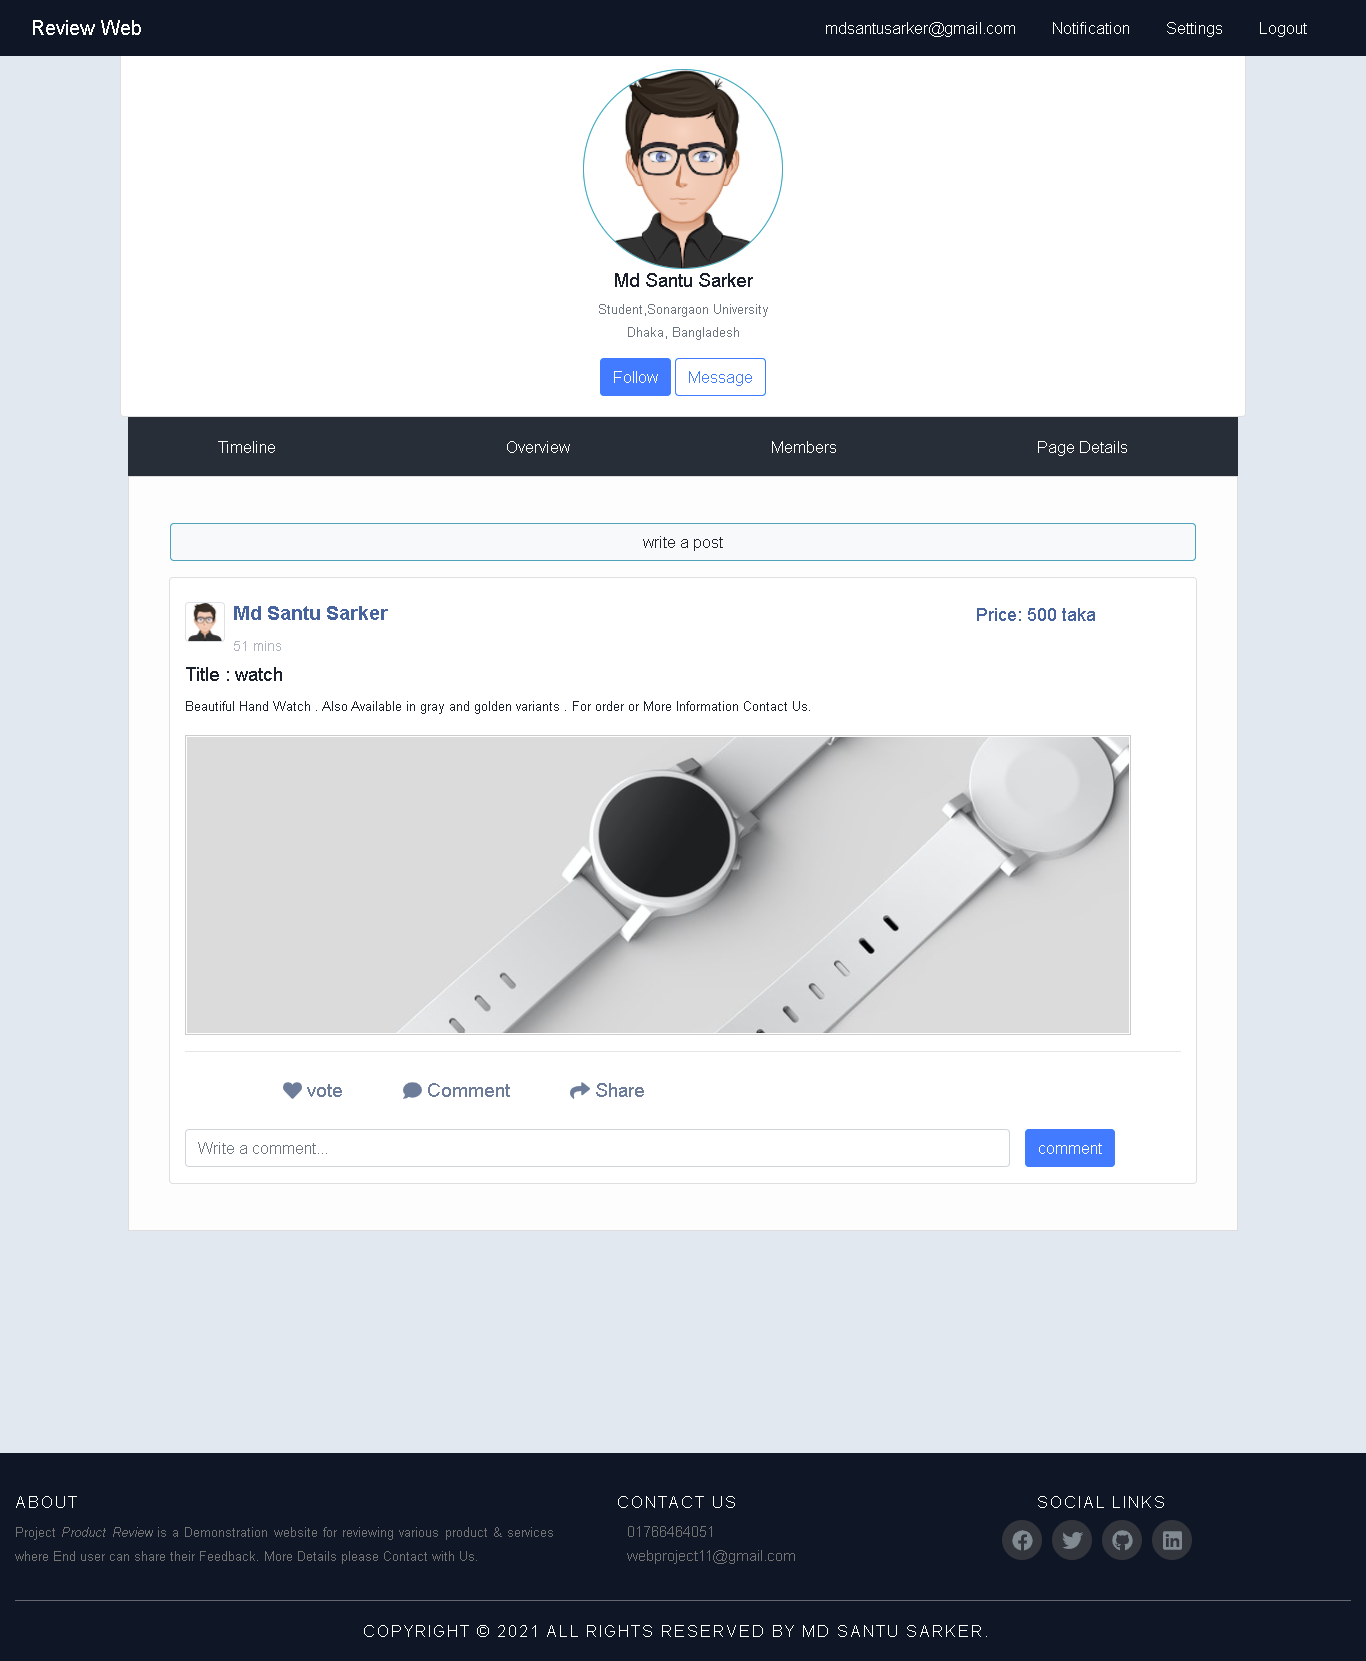 Review Web
mdsantusarker@gmail.com Notification Settings Logout
Md Santu Sarker
Student,Sonargaon University
Dhaka, Bangladesh
Follow Message
Timeline Overview Members Page Details
write a post
Md Santu Sarker
Price: 500 taka
51 mins
Title : watch
Beautiful Hand Watch . Also Available in gray and golden variants . For order or More Information Contact Us.
vote Comment Share
Write a comment...
comment
ABOUT
Project Product Review is a Demonstration website for reviewing various product & services
where End user can share their Feedback. More Details please Contact with Us.
CONTACT US
01766464051
webproject11@gmail.com
SOCIAL LINKS
COPYRIGHT © 2021 ALL RIGHTS RESERVED BY MD SANTU SARKER.